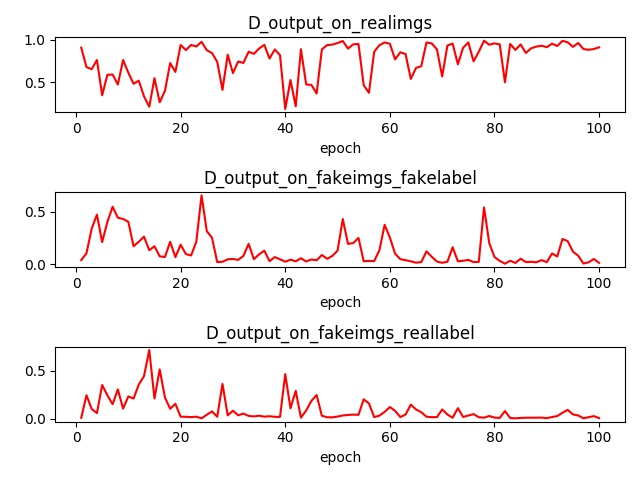 D_output_on_realimgs
1.0
0.5
0 20 40 60 80 100
epoch
D_output_on_fakeimgs_fakelabel
0.5
0.0
0 20 40 60 80 100
epoch
D_output_on_fakeimgs_reallabel
0.5
0.0
0 20 40 60 80 100
epoch